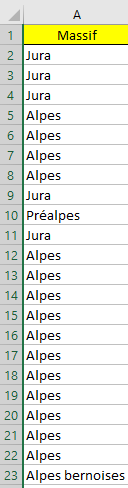 A
1 Massif
2 Jura
3 Jura
4 Jura
5 Alpes
6 Alpes
7 Alpes
8 Alpes
9 Jura
10 Préalpes
11 Jura
12 Alpes
13 Alpes
14 Alpes
15 Alpes
16 Alpes
17 Alpes
18 Alpes
19 Alpes
20 Alpes
21 Alpes
22 Alpes
23 Alpes bernoises